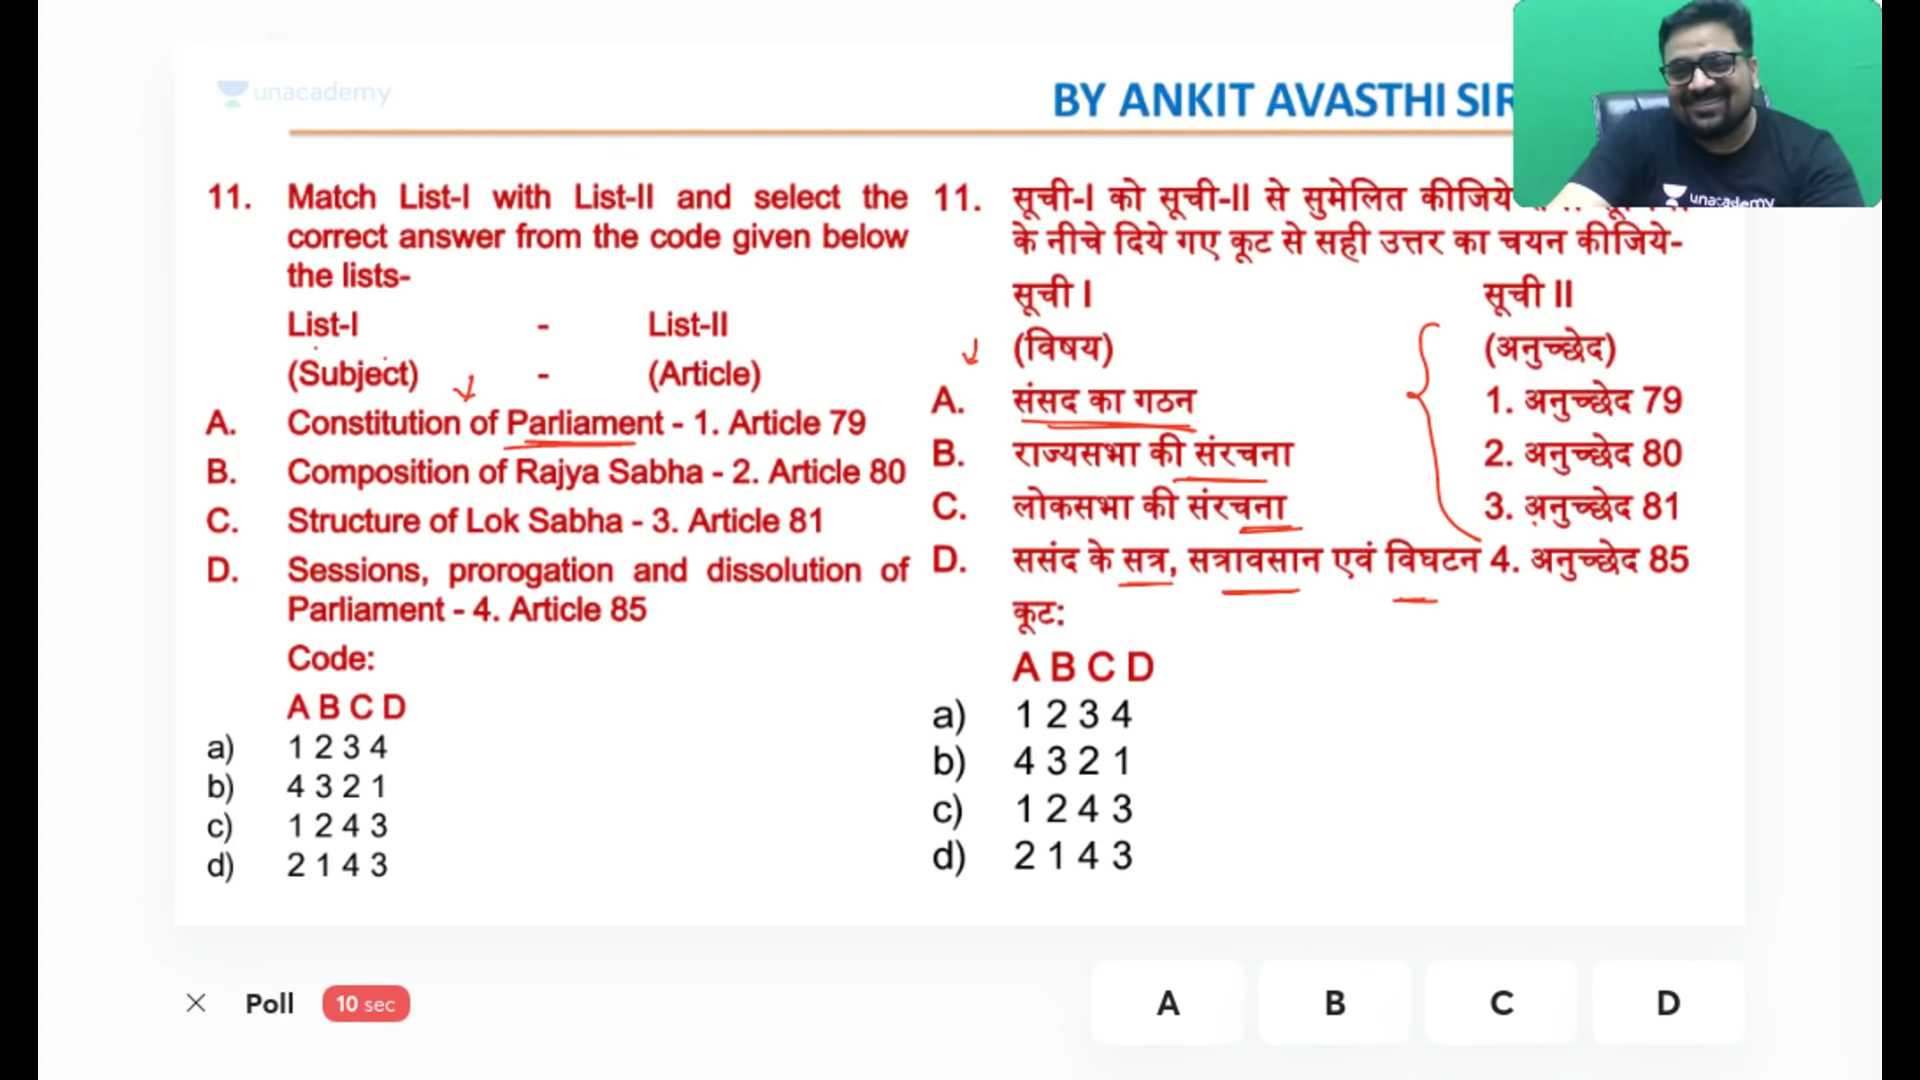 unacademy
BY ANKIT AVASTHI SIR
unacademy
11. Match List-I with List-II and select the
correct answer from the code given below
the lists-
List-I - List-II
(Subject) - (Article)
A. Constitution of Parliament - 1. Article 79
B. Composition of Rajya Sabha - 2. Article 80
C. Structure of Lok Sabha - 3. Article 81
D. Sessions, prorogation and dissolution of
Parliament - 4. Article 85
Code:
A B C D
a) 1 2 3 4
b) 4 3 2 1
c) 1 2 4 3
d) 2 1 4 3
11. सूची-I को सूची-II से सुमेलित कीजिये
के नीचे दिये गए कूट से सही उत्तर का चयन कीजिये-
सूची I सूची II
(विषय) (अनुच्छेद)
A. संसद का गठन 1. अनुच्छेद 79
B. राज्यसभा की संरचना 2. अनुच्छेद 80
C. लोकसभा की संरचना 3. अनुच्छेद 81
D. ससंद के सत्र, सत्रावसान एवं विघटन 4. अनुच्छेद 85
कूट:
A B C D
a) 1 2 3 4
b) 4 3 2 1
c) 1 2 4 3
d) 2 1 4 3
Poll 10 sec A B C D